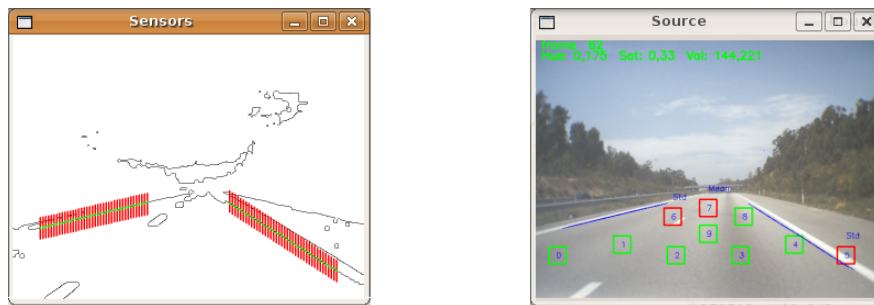 Sensors
Source
Frame 62
Hue: 0,175 Sat: 0,33 Val: 144,221
Mean
Std
7
6
8
9
Std
1
4
0
2
3
5